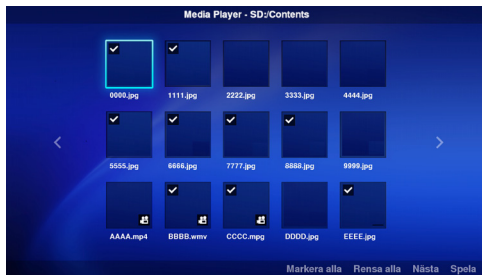 Media Player - SD:/Contents
0000.jpg 1111.jpg 2222.jpg 3333.jpg 4444.jpg
5555.jpg 6666.jpg 7777.jpg 8888.jpg 9999.jpg
AAAA.mp4 BBBB.wmv CCCC.mpg DDDD.jpg EEEE.jpg
Markera alla Rensa alla Nästa Spela